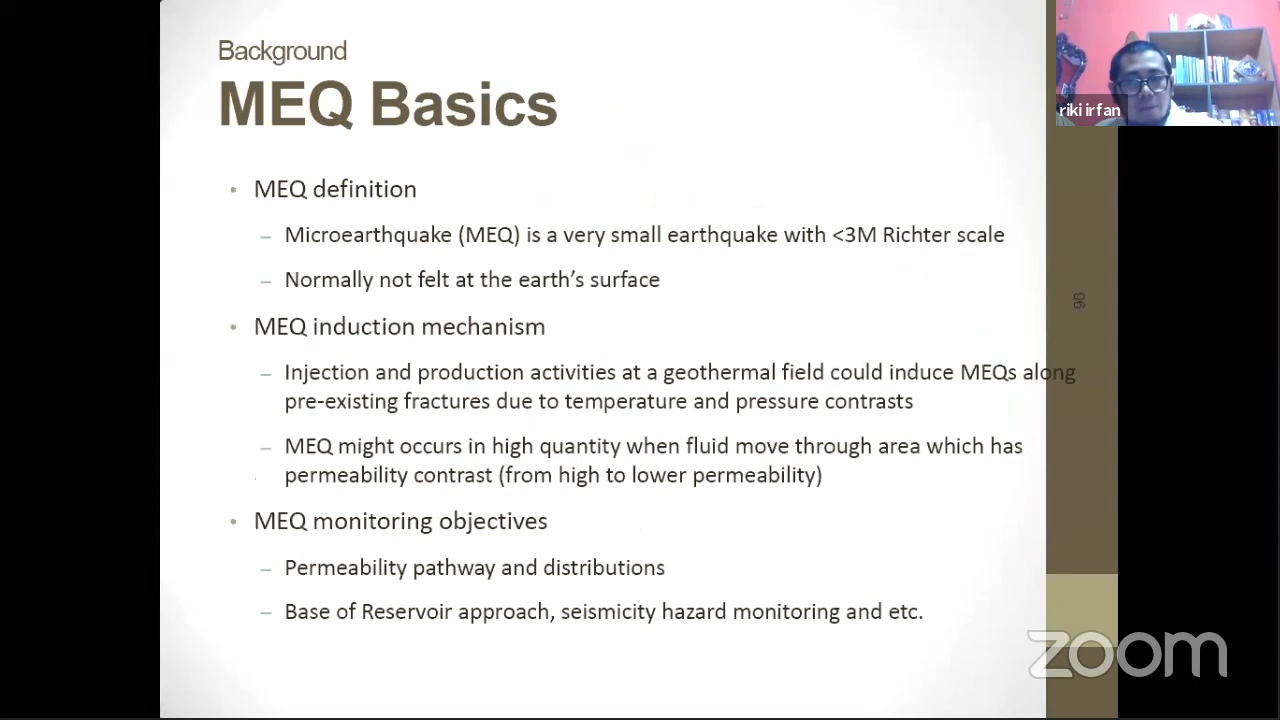 Background
MEQ Basics
riki irfan
• MEQ definition
– Microearthquake (MEQ) is a very small earthquake with <3M Richter scale
– Normally not felt at the earth's surface
90
• MEQ induction mechanism
– Injection and production activities at a geothermal field could induce MEQs along
pre-existing fractures due to temperature and pressure contrasts
– MEQ might occurs in high quantity when fluid move through area which has
permeability contrast (from high to lower permeability)
• MEQ monitoring objectives
– Permeability pathway and distributions
– Base of Reservoir approach, seismicity hazard monitoring and etc.
zoom